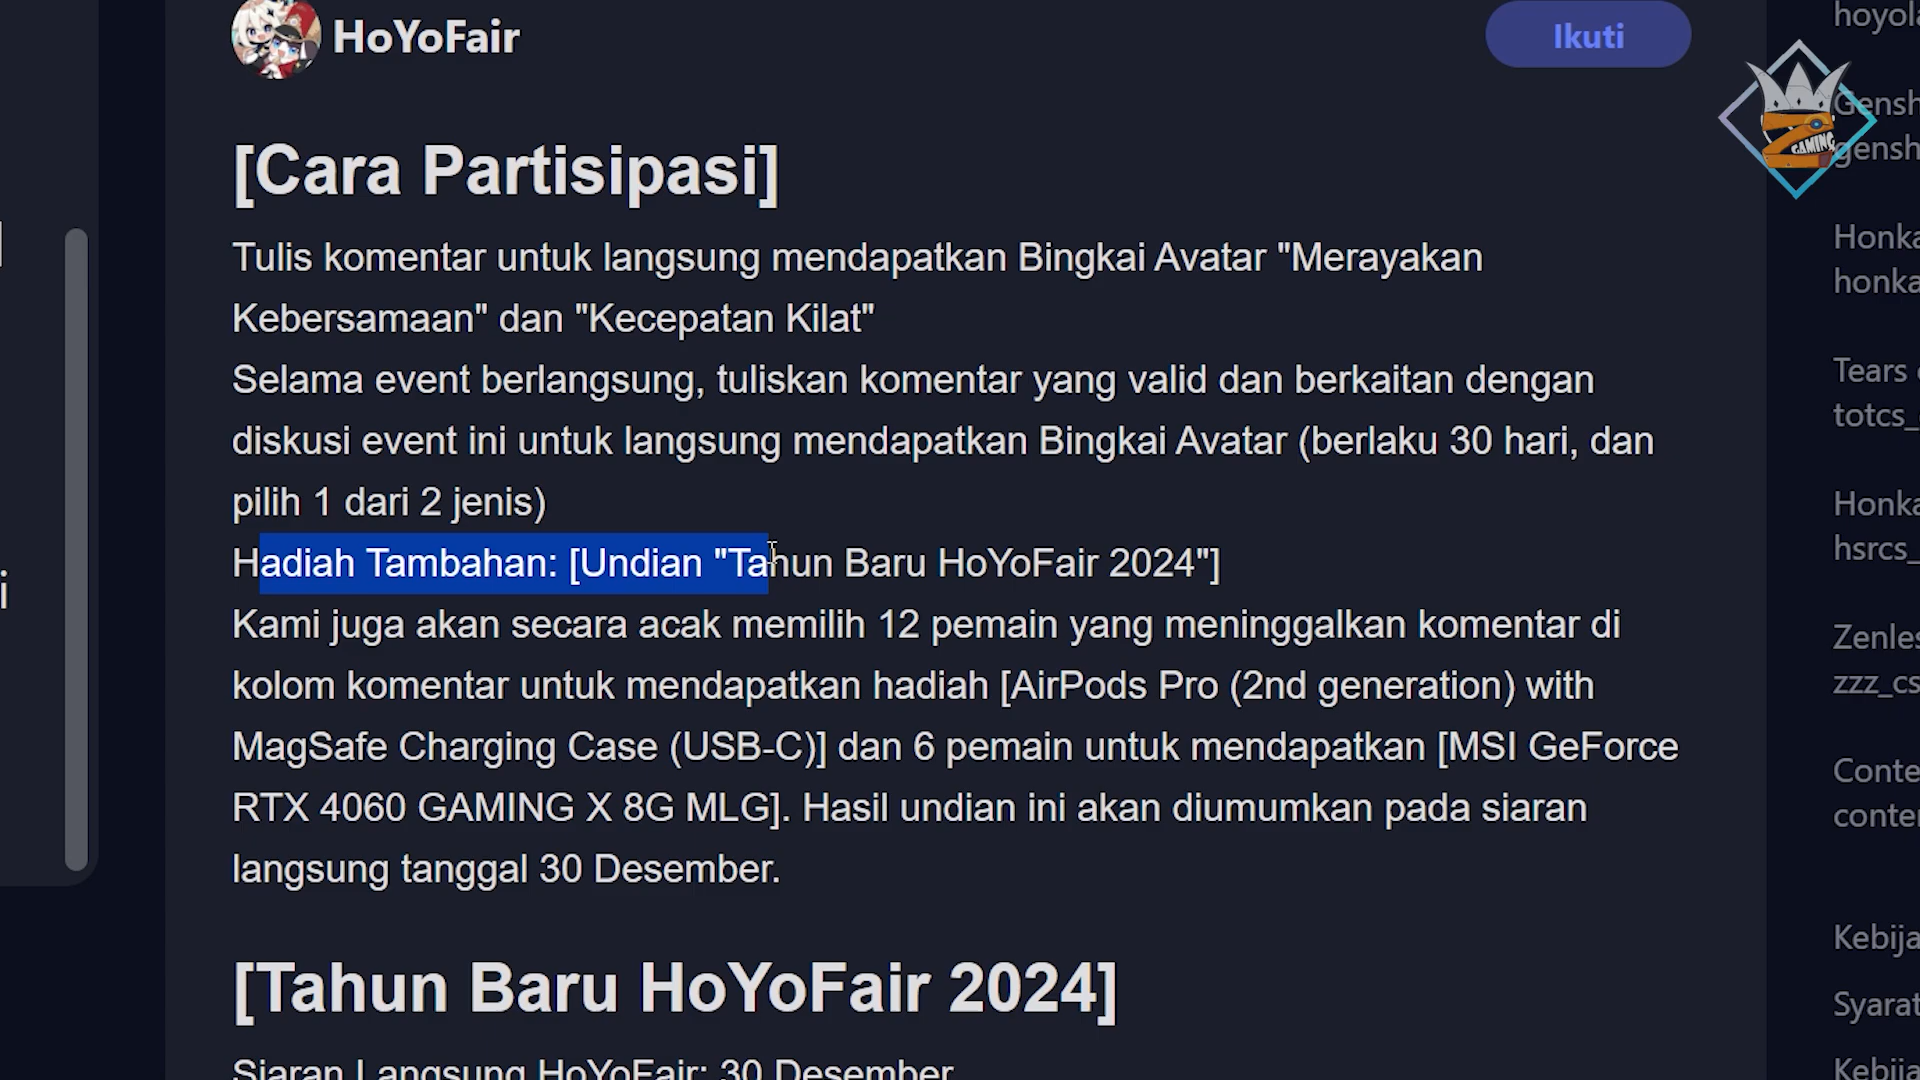 HoYoFair
Ikuti
[Cara Partisipasi]
Tulis komentar untuk langsung mendapatkan Bingkai Avatar "Merayakan
Kebersamaan" dan "Kecepatan Kilat"
Selama event berlangsung, tuliskan komentar yang valid dan berkaitan dengan
diskusi event ini untuk langsung mendapatkan Bingkai Avatar (berlaku 30 hari, dan
pilih 1 dari 2 jenis)
Hadiah Tambahan: [Undian "Tahun Baru HoYoFair 2024"]
Kami juga akan secara acak memilih 12 pemain yang meninggalkan komentar di
kolom komentar untuk mendapatkan hadiah [AirPods Pro (2nd generation) with
MagSafe Charging Case (USB-C)] dan 6 pemain untuk mendapatkan [MSI GeForce
RTX 4060 GAMING X 8G MLG]. Hasil undian ini akan diumumkan pada siaran
langsung tanggal 30 Desember.
[Tahun Baru HoYoFair 2024]
Siaran Langsung HoYoFair: 30 Desember
hoyol
Gensh
gensh
GAMING
Honka
honka
Tears
totcs_
Honka
hsrcs_
Zenles
zzz_cs
Conte
conte
Kebija
Syarat
Kebija